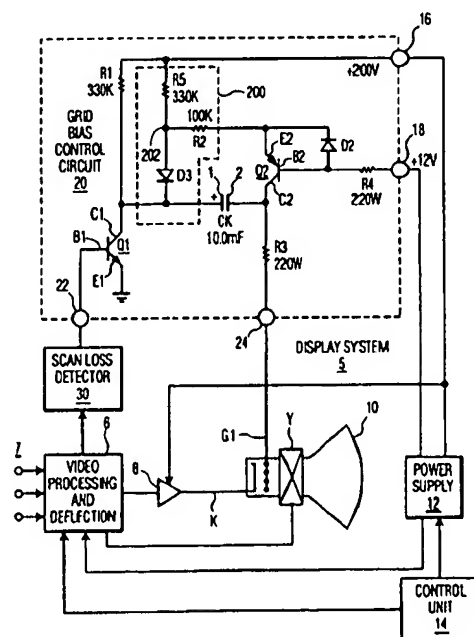 16
R1
330K
R5
330K
200
+200V
100K
R2
GRID
BIAS
CONTROL
CIRCUIT
20
202
E2
B2
D2
18
+12V
D3
1
2
Q2
C2
R4
220W
+
CK
10.0mF
C1
B1
Q1
E1
R3
220W
22
24
DISPLAY SYSTEM
5
SCAN LOSS
DETECTOR
30
G1
Y
10
6
7
VIDEO
PROCESSING
AND
DEFLECTION
8
K
POWER
SUPPLY
12
CONTROL
UNIT
14